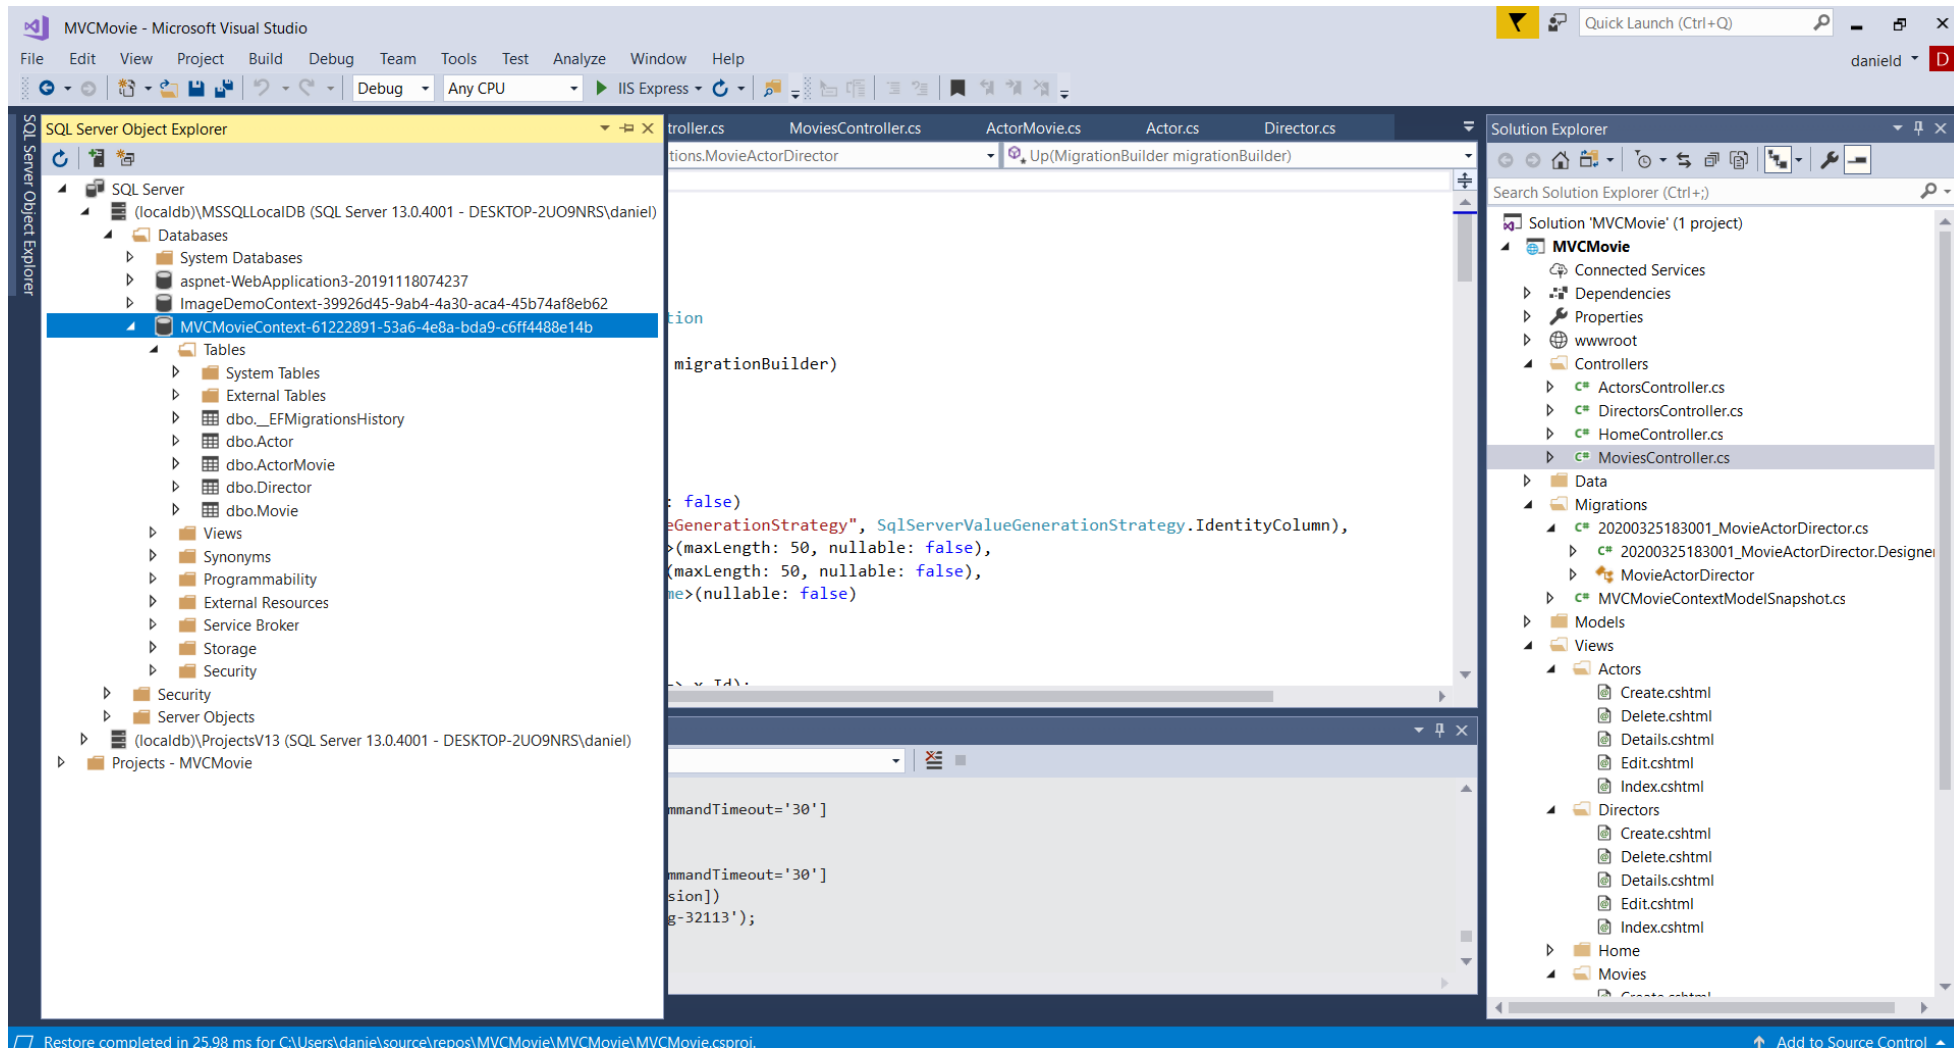 MVCMovie - Microsoft Visual Studio
Quick Launch (Ctrl+Q)
File Edit View Project Build Debug Team Tools Test Analyze Window Help
danield D
Debug Any CPU IIS Express
SQL Server Object Explorer
SQL Server Object Explorer
SQL Server
(localdb)\MSSQLLocalDB (SQL Server 13.0.4001 - DESKTOP-2UO9NRS\daniel)
Databases
System Databases
aspnet-WebApplication3-20191118074237
ImageDemoContext-39926d45-9ab4-4a30-aca4-45b74af8eb62
MVCMovieContext-61222891-53a6-4e8a-bda9-c6ff4488e14b
Tables
System Tables
External Tables
dbo.__EFMigrationsHistory
dbo.Actor
dbo.ActorMovie
dbo.Director
dbo.Movie
Views
Synonyms
Programmability
External Resources
Service Broker
Storage
Security
Security
Server Objects
(localdb)\ProjectsV13 (SQL Server 13.0.4001 - DESKTOP-2UO9NRS\daniel)
Projects - MVCMovie
troller.cs MoviesController.cs ActorMovie.cs Actor.cs Director.cs
tions.MovieActorDirector Up(MigrationBuilder migrationBuilder)
tion
migrationBuilder)
: false)
eGenerationStrategy", SqlServerValueGenerationStrategy.IdentityColumn),
>(maxLength: 50, nullable: false),
(maxLength: 50, nullable: false),
me>(nullable: false)
=> x.Id);
mmandTimeout='30']
mmandTimeout='30']
sion])
g-32113');
Solution Explorer
Search Solution Explorer (Ctrl+;)
Solution 'MVCMovie' (1 project)
MVCMovie
Connected Services
Dependencies
Properties
wwwroot
Controllers
C# ActorsController.cs
C# DirectorsController.cs
C# HomeController.cs
C# MoviesController.cs
Data
Migrations
C# 20200325183001_MovieActorDirector.cs
C# 20200325183001_MovieActorDirector.Designer
MovieActorDirector
C# MVCMovieContextModelSnapshot.cs
Models
Views
Actors
Create.cshtml
Delete.cshtml
Details.cshtml
Edit.cshtml
Index.cshtml
Directors
Create.cshtml
Delete.cshtml
Details.cshtml
Edit.cshtml
Index.cshtml
Home
Movies
Create.cshtml
Restore completed in 25.98 ms for C:\Users\danie\source\repos\MVCMovie\MVCMovie\MVCMovie.csproj.
Add to Source Control